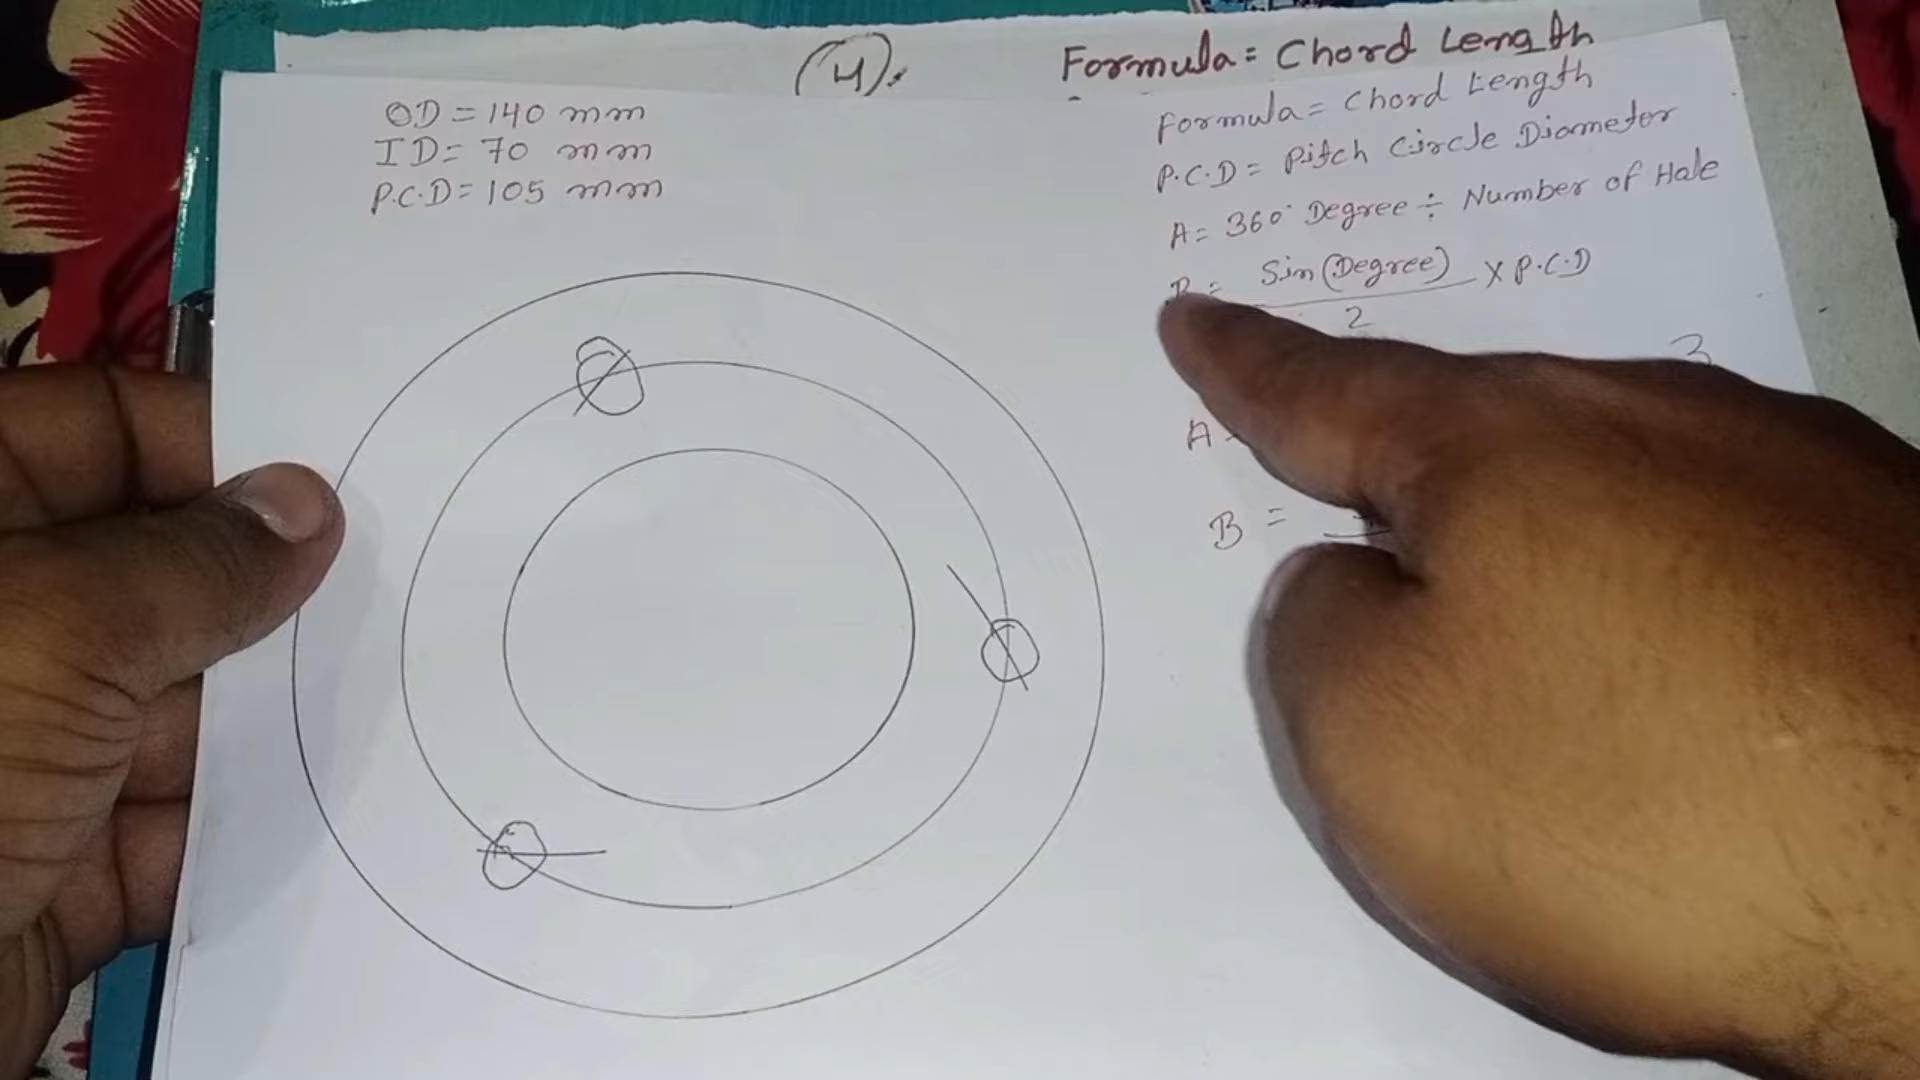 (4).
Formula = Chord Length
OD = 140 mm
ID = 70 mm
P.C.D = 105 mm
Formula = Chord Length
P.C.D = Pitch Circle Diameter
A = 360° Degree ÷ Number of Hole
B = Sin (Degree) / 2 × P.C.D
3
A =
B =